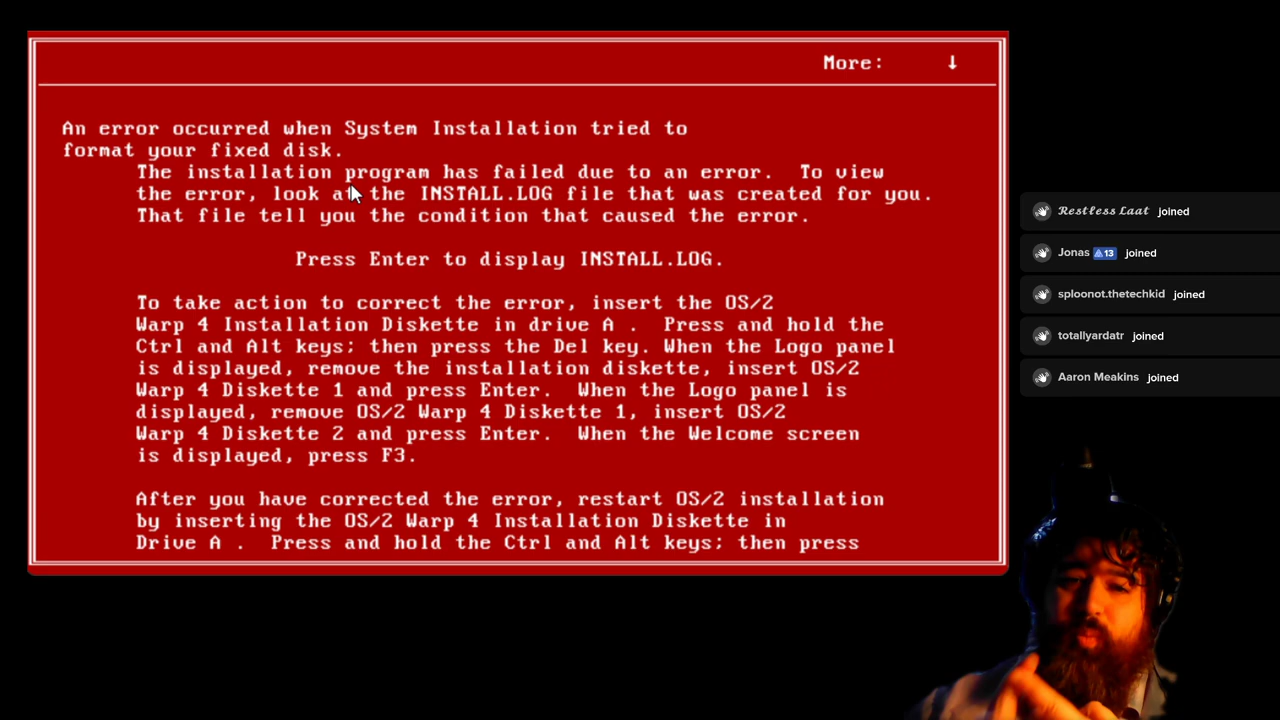 More: ↓
An error occurred when System Installation tried to
format your fixed disk.
The installation program has failed due to an error. To view
the error, look at the INSTALL.LOG file that was created for you.
That file tell you the condition that caused the error.
Press Enter to display INSTALL.LOG.
To take action to correct the error, insert the OS/2
Warp 4 Installation Diskette in drive A . Press and hold the
Ctrl and Alt keys; then press the Del key. When the Logo panel
is displayed, remove the installation diskette, insert OS/2
Warp 4 Diskette 1 and press Enter. When the Logo panel is
displayed, remove OS/2 Warp 4 Diskette 1, insert OS/2
Warp 4 Diskette 2 and press Enter. When the Welcome screen
is displayed, press F3.
After you have corrected the error, restart OS/2 installation
by inserting the OS/2 Warp 4 Installation Diskette in
Drive A . Press and hold the Ctrl and Alt keys; then press
Restless Laat joined
Jonas 13 joined
sploonot.thetechkid joined
totallyardatr joined
Aaron Meakins joined